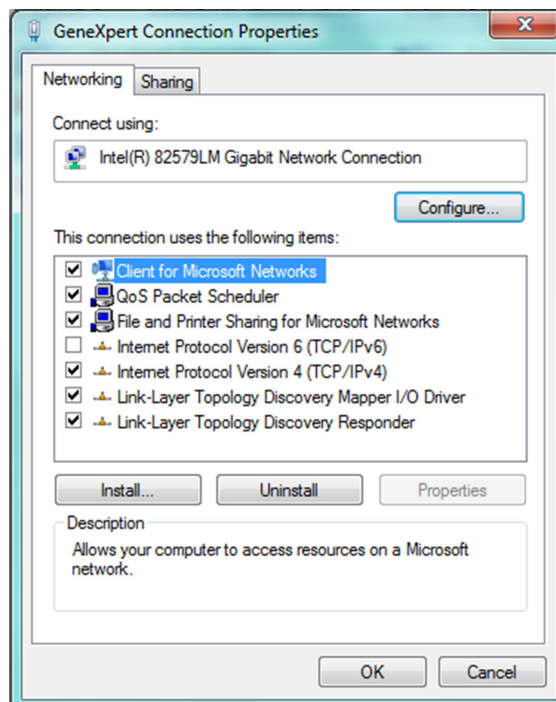 GeneXpert Connection Properties
Networking Sharing
Connect using:
Intel(R) 82579LM Gigabit Network Connection
Configure...
This connection uses the following items:
Client for Microsoft Networks
QoS Packet Scheduler
File and Printer Sharing for Microsoft Networks
Internet Protocol Version 6 (TCP/IPv6)
Internet Protocol Version 4 (TCP/IPv4)
Link-Layer Topology Discovery Mapper I/O Driver
Link-Layer Topology Discovery Responder
Install... Uninstall Properties
Description
Allows your computer to access resources on a Microsoft
network.
OK Cancel